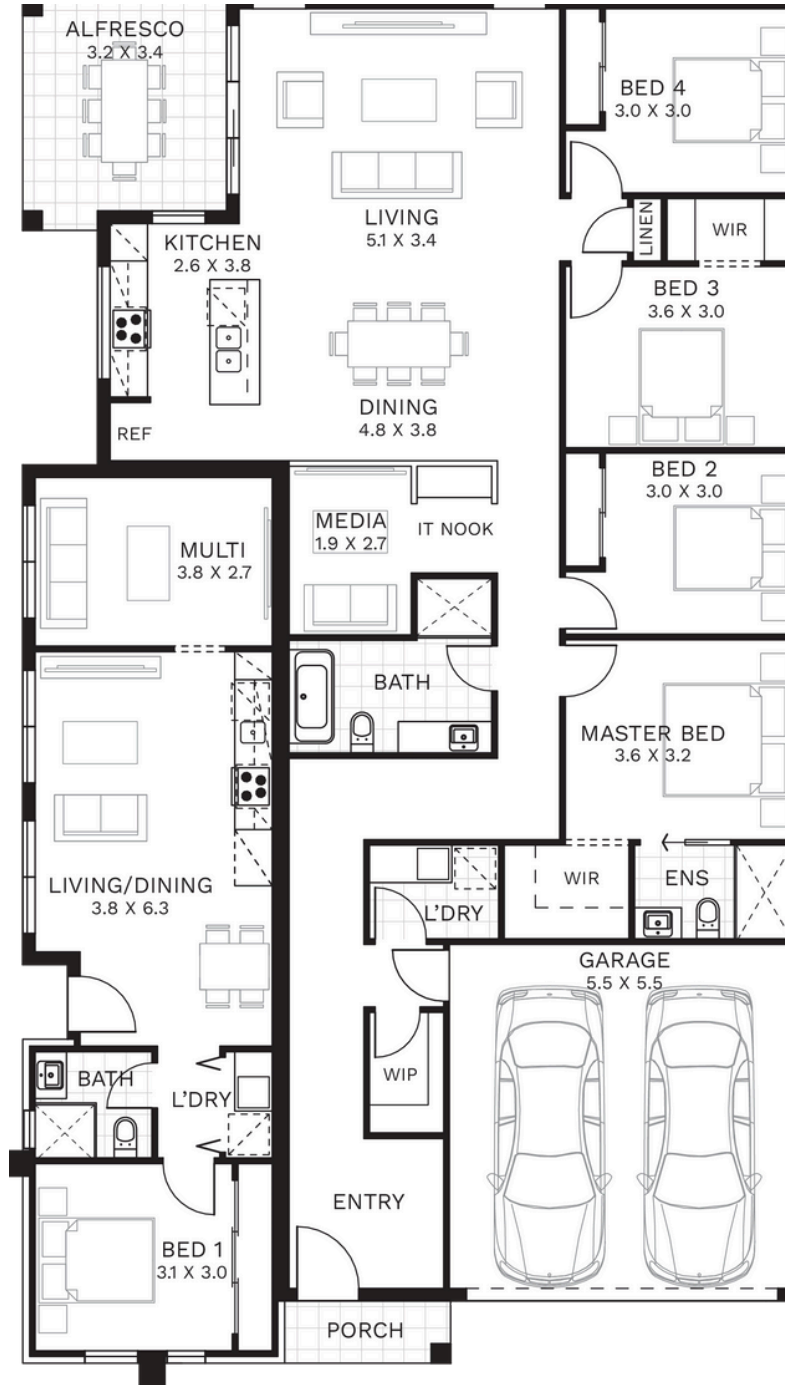 ALFRESCO
3.2 X 3.4
BED 4
3.0 X 3.0
LIVING
5.1 X 3.4
LINEN
WIR
KITCHEN
2.6 X 3.8
BED 3
3.6 X 3.0
DINING
4.8 X 3.8
REF
BED 2
3.0 X 3.0
MEDIA
1.9 X 2.7
IT NOOK
MULTI
3.8 X 2.7
BATH
MASTER BED
3.6 X 3.2
LIVING/DINING
3.8 X 6.3
L'DRY
WIR
ENS
GARAGE
5.5 X 5.5
WIP
BATH
L'DRY
ENTRY
BED 1
3.1 X 3.0
PORCH